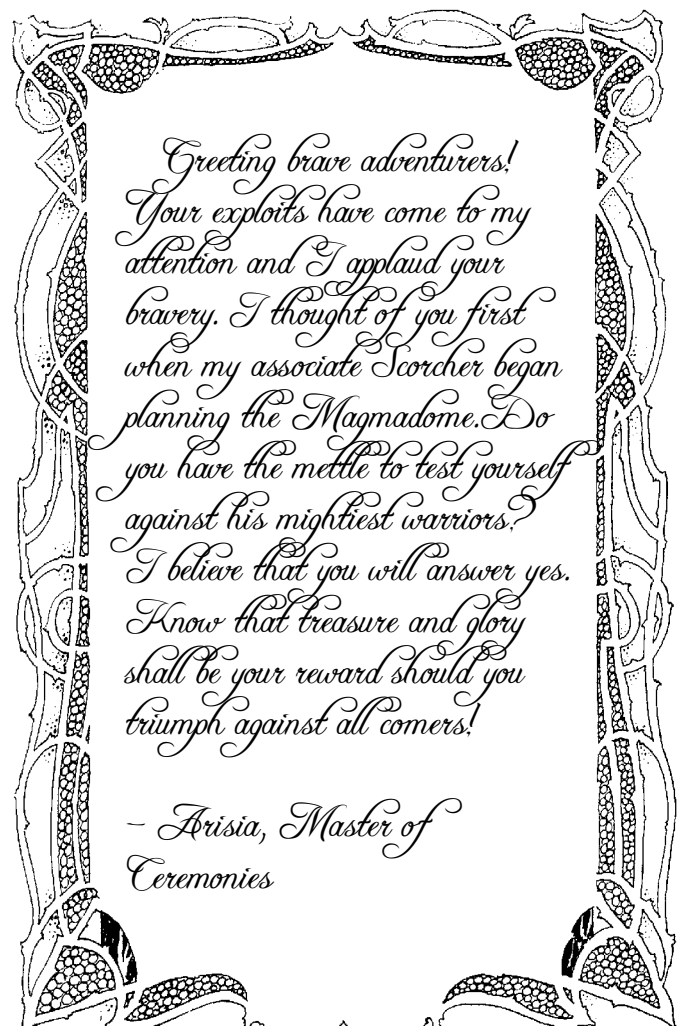 Greeting brave adventurers!
Your exploits have come to my
attention and I applaud your
bravery. I thought of you first
when my associate Scorcher began
planning the Magmadome. Do
you have the mettle to test yourself
against his mightiest warriors?
I believe that you will answer yes.
Know that treasure and glory
shall be your reward should you
triumph against all comers!
– Arisia, Master of
Ceremonies